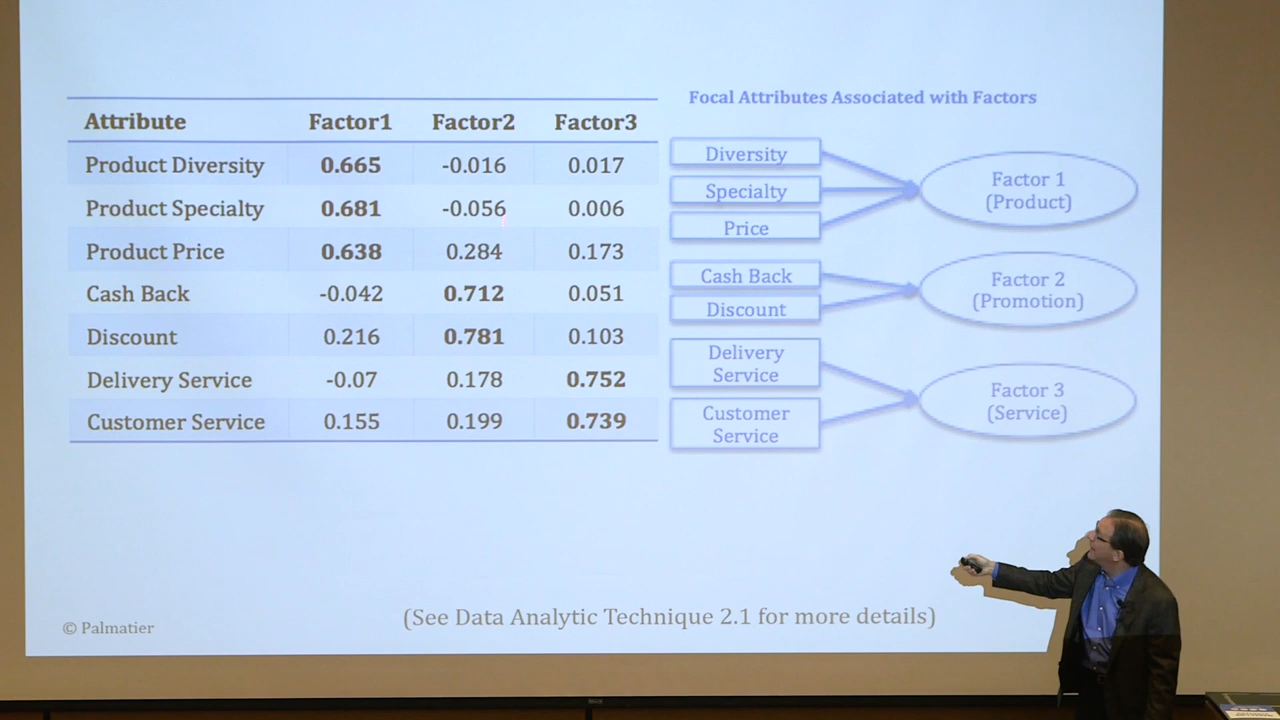 Attribute Factor1 Factor2 Factor3
Product Diversity 0.665 -0.016 0.017
Product Specialty 0.681 -0.056 0.006
Product Price 0.638 0.284 0.173
Cash Back -0.042 0.712 0.051
Discount 0.216 0.781 0.103
Delivery Service -0.07 0.178 0.752
Customer Service 0.155 0.199 0.739
Focal Attributes Associated with Factors
Diversity
Specialty
Price
Factor 1
(Product)
Cash Back
Discount
Factor 2
(Promotion)
Delivery
Service
Customer
Service
Factor 3
(Service)
(See Data Analytic Technique 2.1 for more details)
© Palmatier